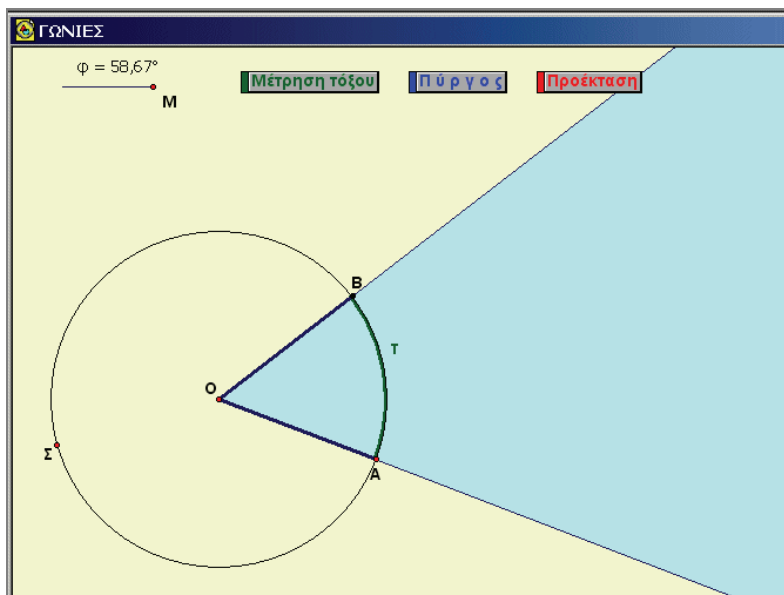 ΓΩΝΙΕΣ
φ = 58,67°
Μ
Μέτρηση τόξου
Π ύ ρ γ ο ς
Προέκταση
Β
Τ
Ο
Σ
Α